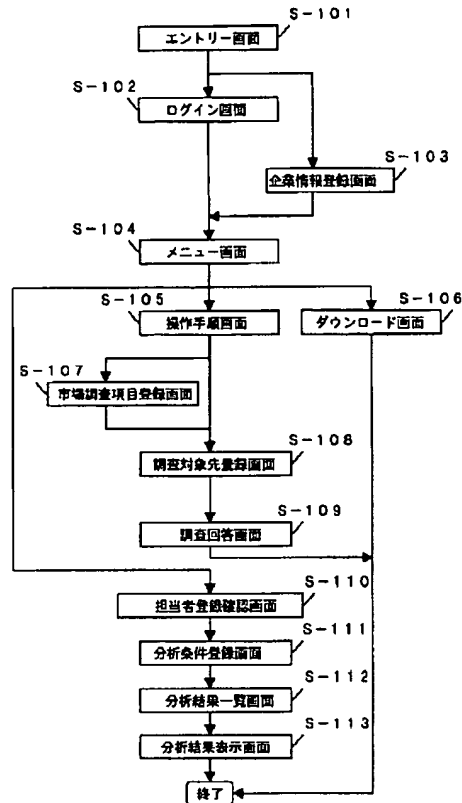 S-101
エントリー画面
S-102
ログイン画面
S-103
企業情報登録画面
S-104
メニュー画面
S-105
操作手順画面
S-106
ダウンロード画面
S-107
市場調査項目登録画面
S-108
調査対象先登録画面
S-109
調査回答画面
S-110
担当者登録確認画面
S-111
分析条件登録画面
S-112
分析結果一覧画面
S-113
分析結果表示画面
終了